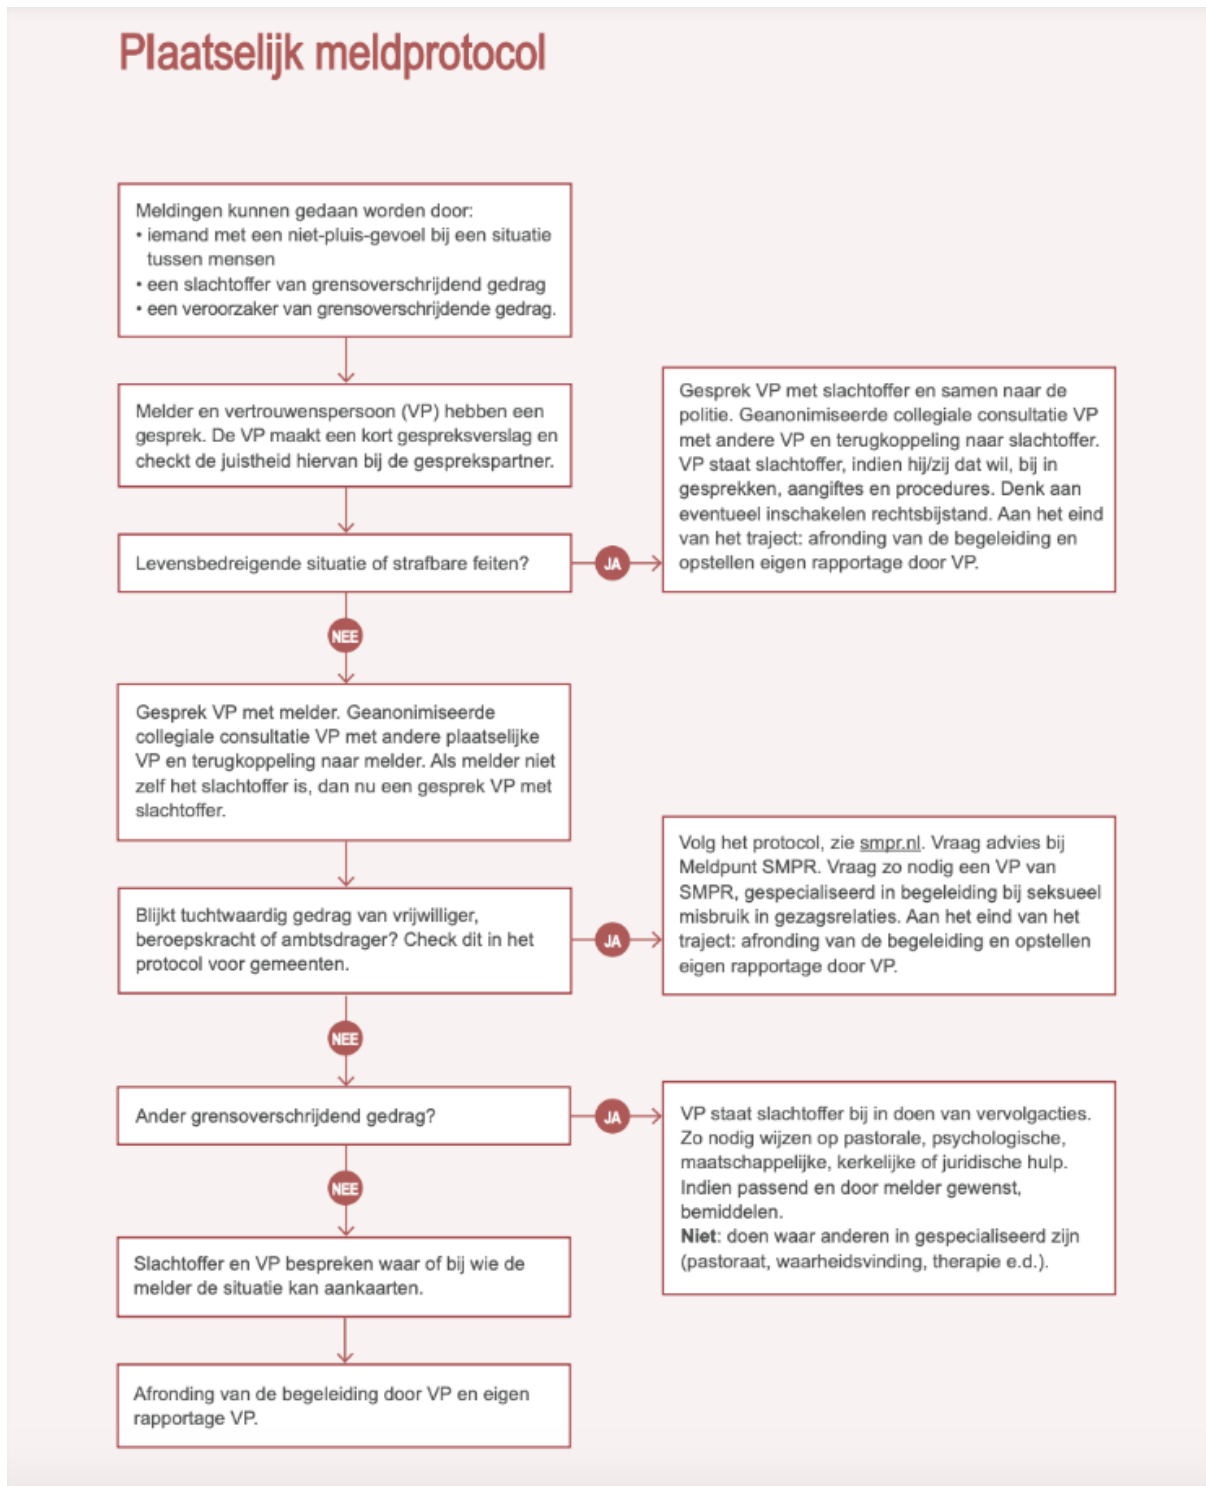 Plaatselijk meldprotocol
Meldingen kunnen gedaan worden door:
• iemand met een niet-pluis-gevoel bij een situatie
tussen mensen
• een slachtoffer van grensoverschrijdend gedrag
• een veroorzaker van grensoverschrijdende gedrag.
Melder en vertrouwenspersoon (VP) hebben een
gesprek. De VP maakt een kort gespreksverslag en
checkt de juistheid hiervan bij de gesprekspartner.
Levensbedreigende situatie of strafbare feiten?
JA
Gesprek VP met slachtoffer en samen naar de
politie. Geanonimiseerde collegiale consultatie VP
met andere VP en terugkoppeling naar slachtoffer.
VP staat slachtoffer, indien hij/zij dat wil, bij in
gesprekken, aangiftes en procedures. Denk aan
eventueel inschakelen rechtsbijstand. Aan het eind
van het traject: afronding van de begeleiding en
opstellen eigen rapportage door VP.
NEE
Gesprek VP met melder. Geanonimiseerde
collegiale consultatie VP met andere plaatselijke
VP en terugkoppeling naar melder. Als melder niet
zelf het slachtoffer is, dan nu een gesprek VP met
slachtoffer.
Blijkt tuchtwaardig gedrag van vrijwilliger,
beroepskracht of ambtsdrager? Check dit in het
protocol voor gemeenten.
JA
Volg het protocol, zie smpr.nl. Vraag advies bij
Meldpunt SMPR. Vraag zo nodig een VP van
SMPR, gespecialiseerd in begeleiding bij seksueel
misbruik in gezagsrelaties. Aan het eind van het
traject: afronding van de begeleiding en opstellen
eigen rapportage door VP.
NEE
Ander grensoverschrijdend gedrag?
JA
VP staat slachtoffer bij in doen van vervolgacties.
Zo nodig wijzen op pastorale, psychologische,
maatschappelijke, kerkelijke of juridische hulp.
Indien passend en door melder gewenst,
bemiddelen.
Niet: doen waar anderen in gespecialiseerd zijn
(pastoraat, waarheidsvinding, therapie e.d.).
NEE
Slachtoffer en VP bespreken waar of bij wie de
melder de situatie kan aankaarten.
Afronding van de begeleiding door VP en eigen
rapportage VP.